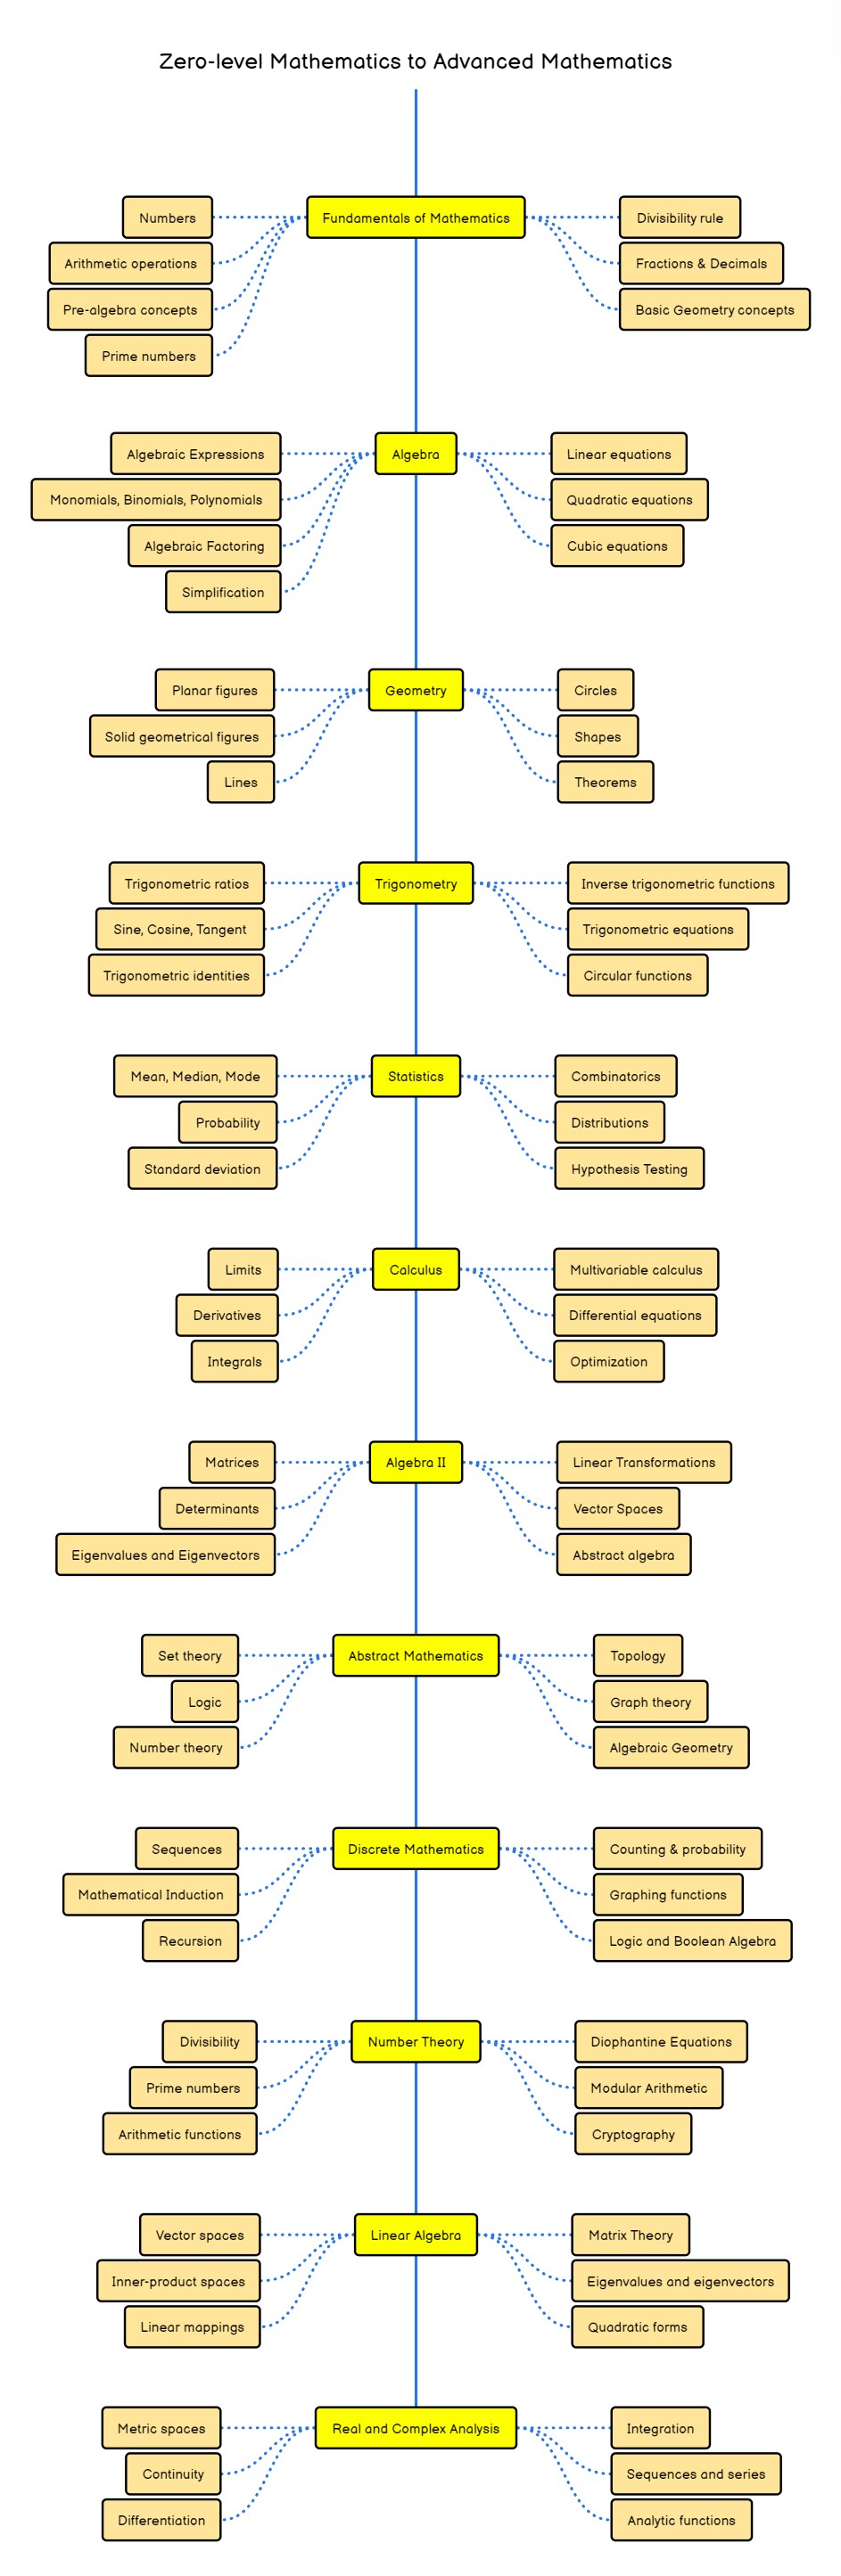 Zero-level Mathematics to Advanced Mathematics
Fundamentals of Mathematics
Numbers
Arithmetic operations
Pre-algebra concepts
Prime numbers
Divisibility rule
Fractions & Decimals
Basic Geometry concepts
Algebra
Algebraic Expressions
Monomials, Binomials, Polynomials
Algebraic Factoring
Simplification
Linear equations
Quadratic equations
Cubic equations
Geometry
Planar figures
Solid geometrical figures
Lines
Circles
Shapes
Theorems
Trigonometry
Trigonometric ratios
Sine, Cosine, Tangent
Trigonometric identities
Inverse trigonometric functions
Trigonometric equations
Circular functions
Statistics
Mean, Median, Mode
Probability
Standard deviation
Combinatorics
Distributions
Hypothesis Testing
Calculus
Limits
Derivatives
Integrals
Multivariable calculus
Differential equations
Optimization
Algebra II
Matrices
Determinants
Eigenvalues and Eigenvectors
Linear Transformations
Vector Spaces
Abstract algebra
Abstract Mathematics
Set theory
Logic
Number theory
Topology
Graph theory
Algebraic Geometry
Discrete Mathematics
Sequences
Mathematical Induction
Recursion
Counting & probability
Graphing functions
Logic and Boolean Algebra
Number Theory
Divisibility
Prime numbers
Arithmetic functions
Diophantine Equations
Modular Arithmetic
Cryptography
Linear Algebra
Vector spaces
Inner-product spaces
Linear mappings
Matrix Theory
Eigenvalues and eigenvectors
Quadratic forms
Real and Complex Analysis
Metric spaces
Continuity
Differentiation
Integration
Sequences and series
Analytic functions